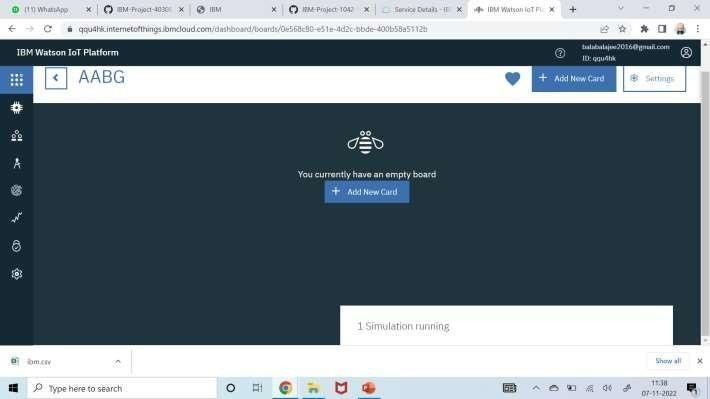 (11) WhatsApp
IBM-Project-40308
IBM
IBM-Project-1042
Service Details - IB
IBM Watson IoT Pl
qqu4hk.internetofthings.ibmcloud.com/dashboard/boards/0e568c80-e51e-4d2c-bbde-400b58a5112b
IBM Watson IoT Platform
balabalajee2016@gmail.com
ID: qqu4hk
AABG
Add New Card
Settings
You currently have an empty board
Add New Card
1 Simulation running
ibm.csv
Show all
Type here to search
11:38
07-11-2022